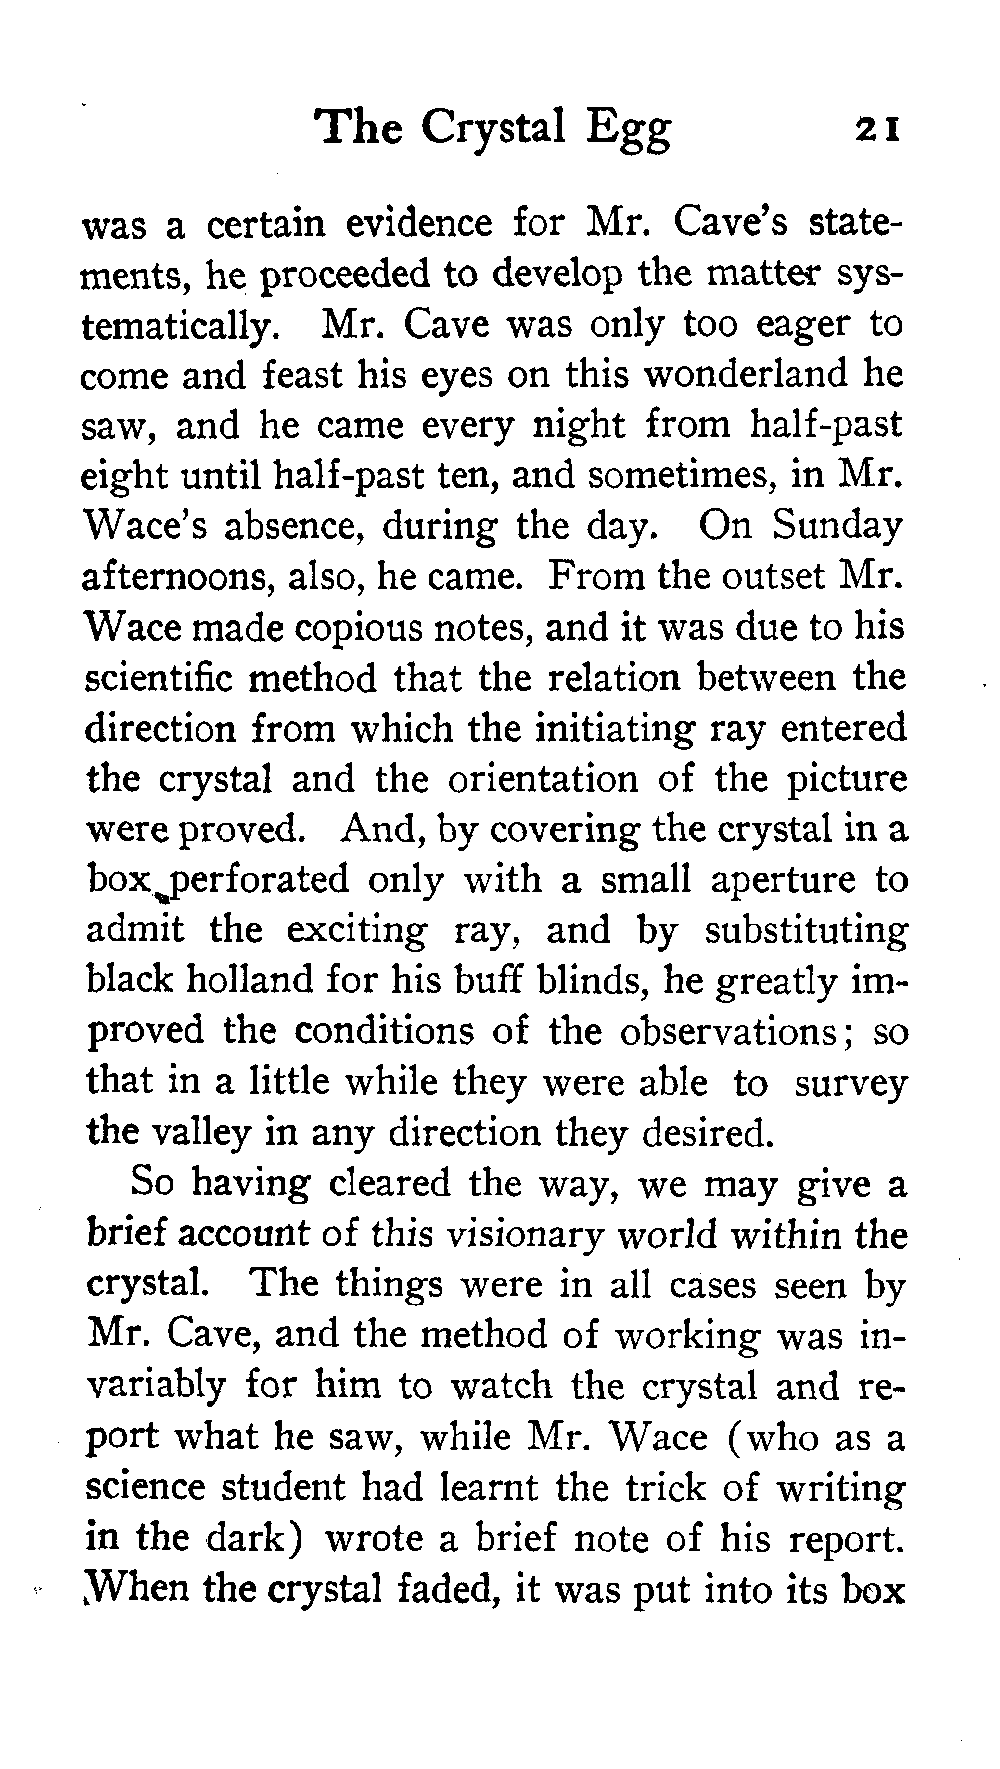 The Crystal Egg 21
was a certain evidence for Mr. Cave's state-
ments, he proceeded to develop the matter sys-
tematically. Mr. Cave was only too eager to
come and feast his eyes on this wonderland he
saw, and he came every night from half-past
eight until half-past ten, and sometimes, in Mr.
Wace's absence, during the day. On Sunday
afternoons, also, he came. From the outset Mr.
Wace made copious notes, and it was due to his
scientific method that the relation between the
direction from which the initiating ray entered
the crystal and the orientation of the picture
were proved. And, by covering the crystal in a
box perforated only with a small aperture to
admit the exciting ray, and by substituting
black holland for his buff blinds, he greatly im-
proved the conditions of the observations; so
that in a little while they were able to survey
the valley in any direction they desired.
So having cleared the way, we may give a
brief account of this visionary world within the
crystal. The things were in all cases seen by
Mr. Cave, and the method of working was in-
variably for him to watch the crystal and re-
port what he saw, while Mr. Wace (who as a
science student had learnt the trick of writing
in the dark) wrote a brief note of his report.
When the crystal faded, it was put into its box